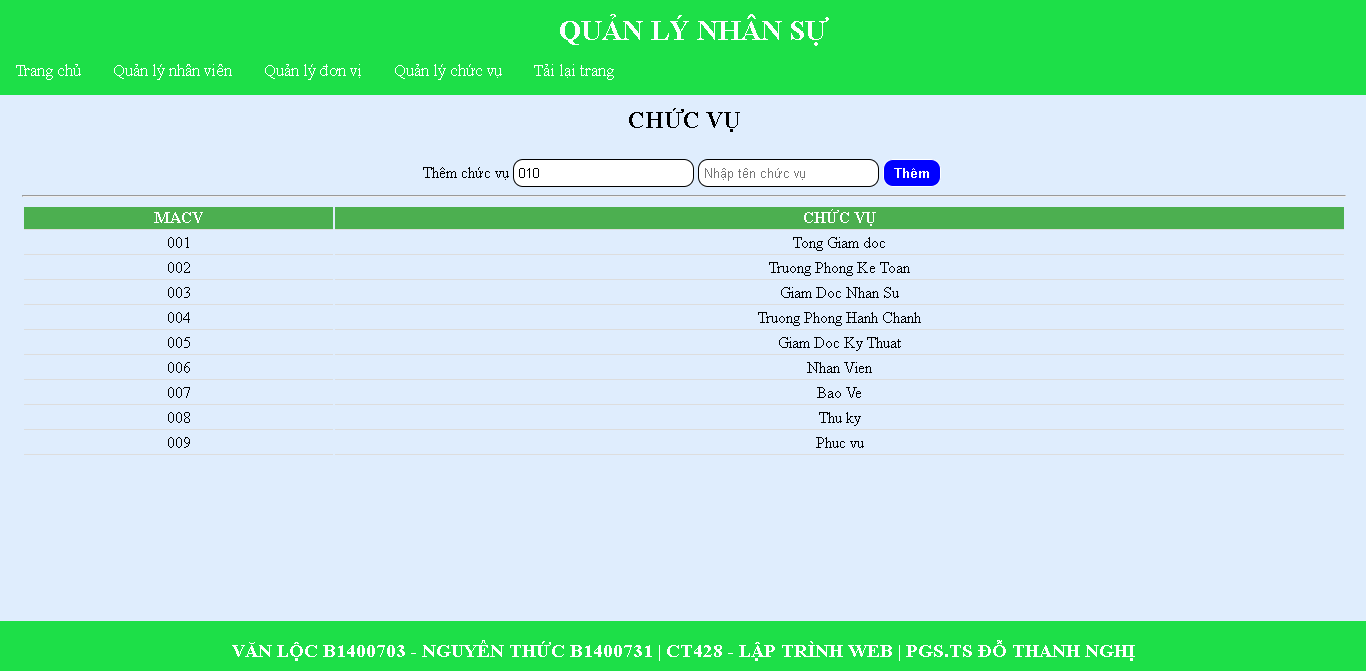 QUẢN LÝ NHÂN SỰ
Trang chủ Quản lý nhân viên Quản lý đơn vị Quản lý chức vụ Tải lại trang
CHỨC VỤ
Thêm chức vụ 010 Nhập tên chức vụ Thêm
MACV CHỨC VỤ
001 Tong Giam doc
002 Truong Phong Ke Toan
003 Giam Doc Nhan Su
004 Truong Phong Hanh Chanh
005 Giam Doc Ky Thuat
006 Nhan Vien
007 Bao Ve
008 Thu ky
009 Phuc vu
VĂN LỘC B1400703 - NGUYỄN THỨC B1400731 | CT428 - LẬP TRÌNH WEB | PGS.TS ĐỖ THANH NGHỊ